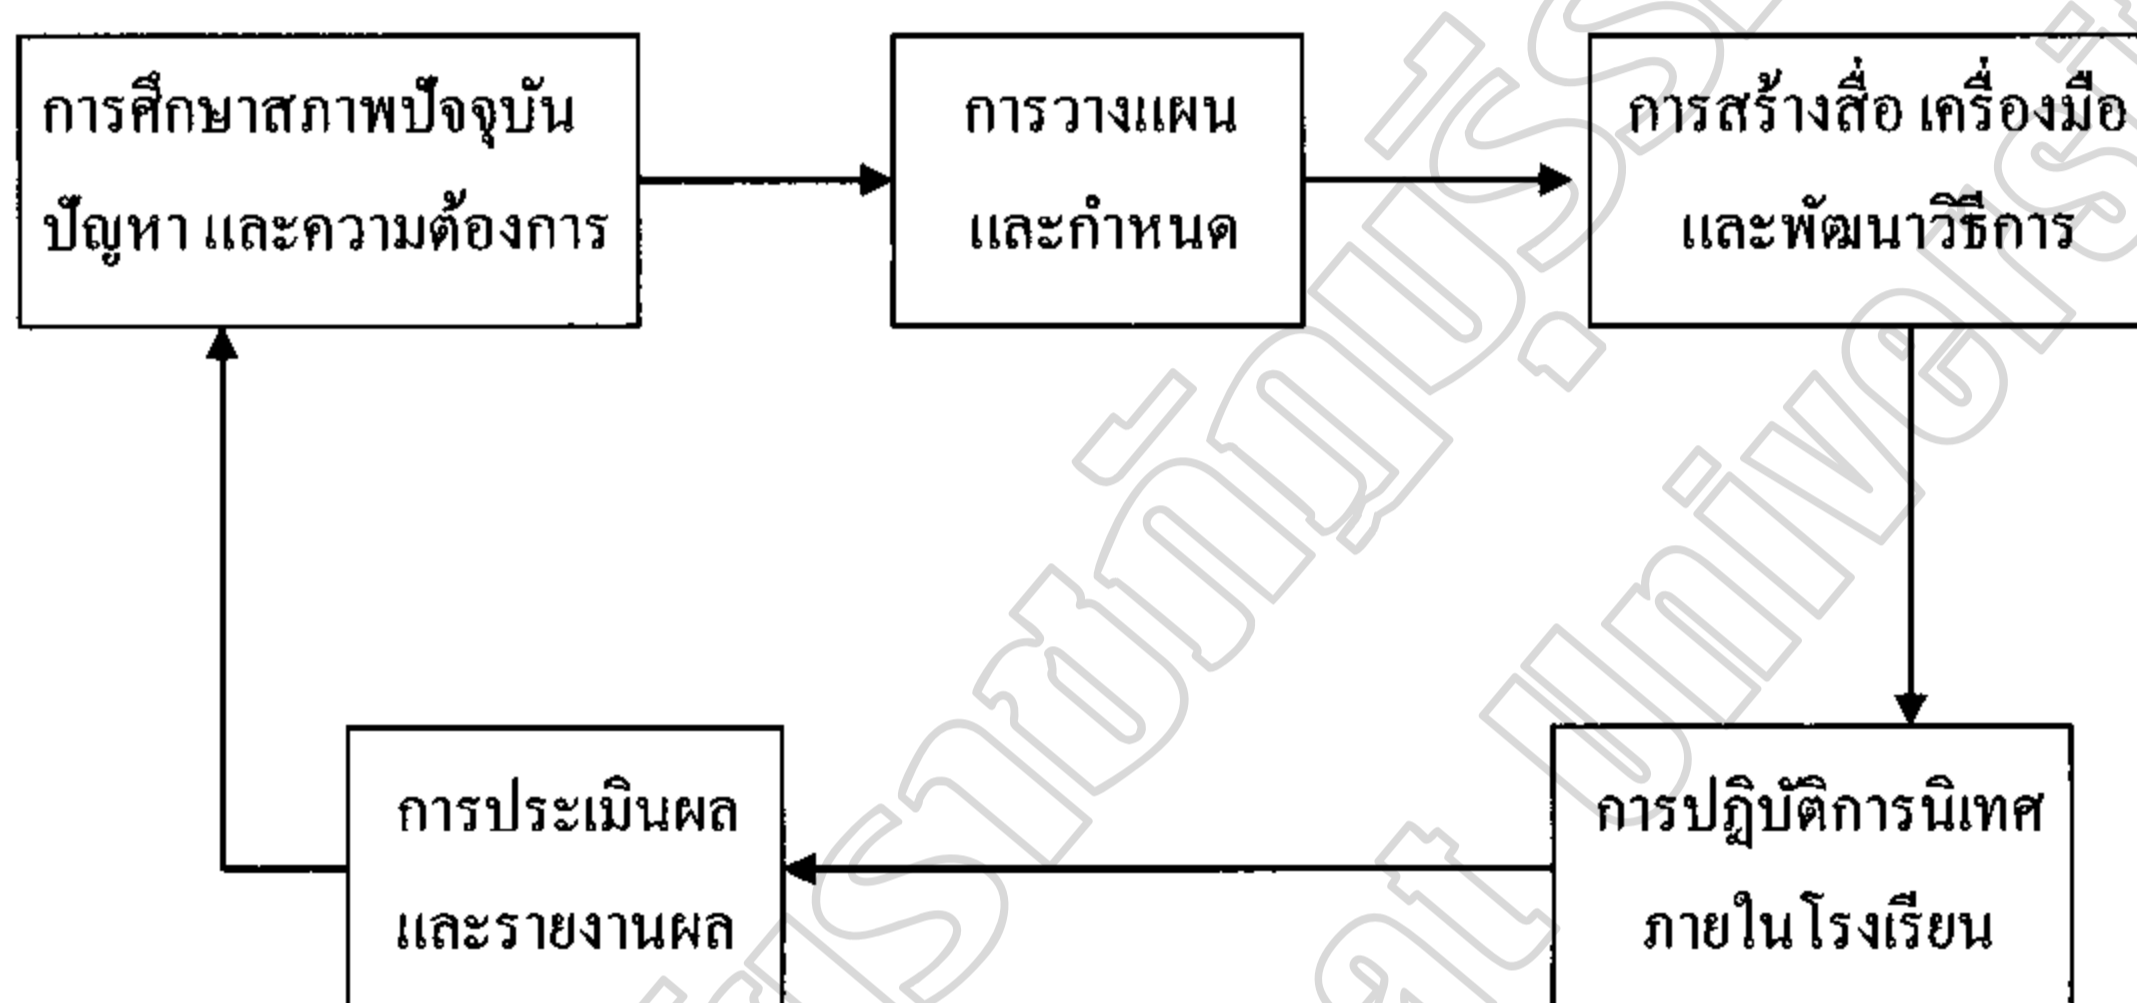 การศึกษาสภาพปัจจุบัน
ปัญหา และความต้องการ
การวางแผน
และกำหนด
การสร้างสื่อ เครื่องมือ
และพัฒนาวิธีการ
การปฏิบัติการนิเทศ
ภายในโรงเรียน
การประเมินผล
และรายงานผล